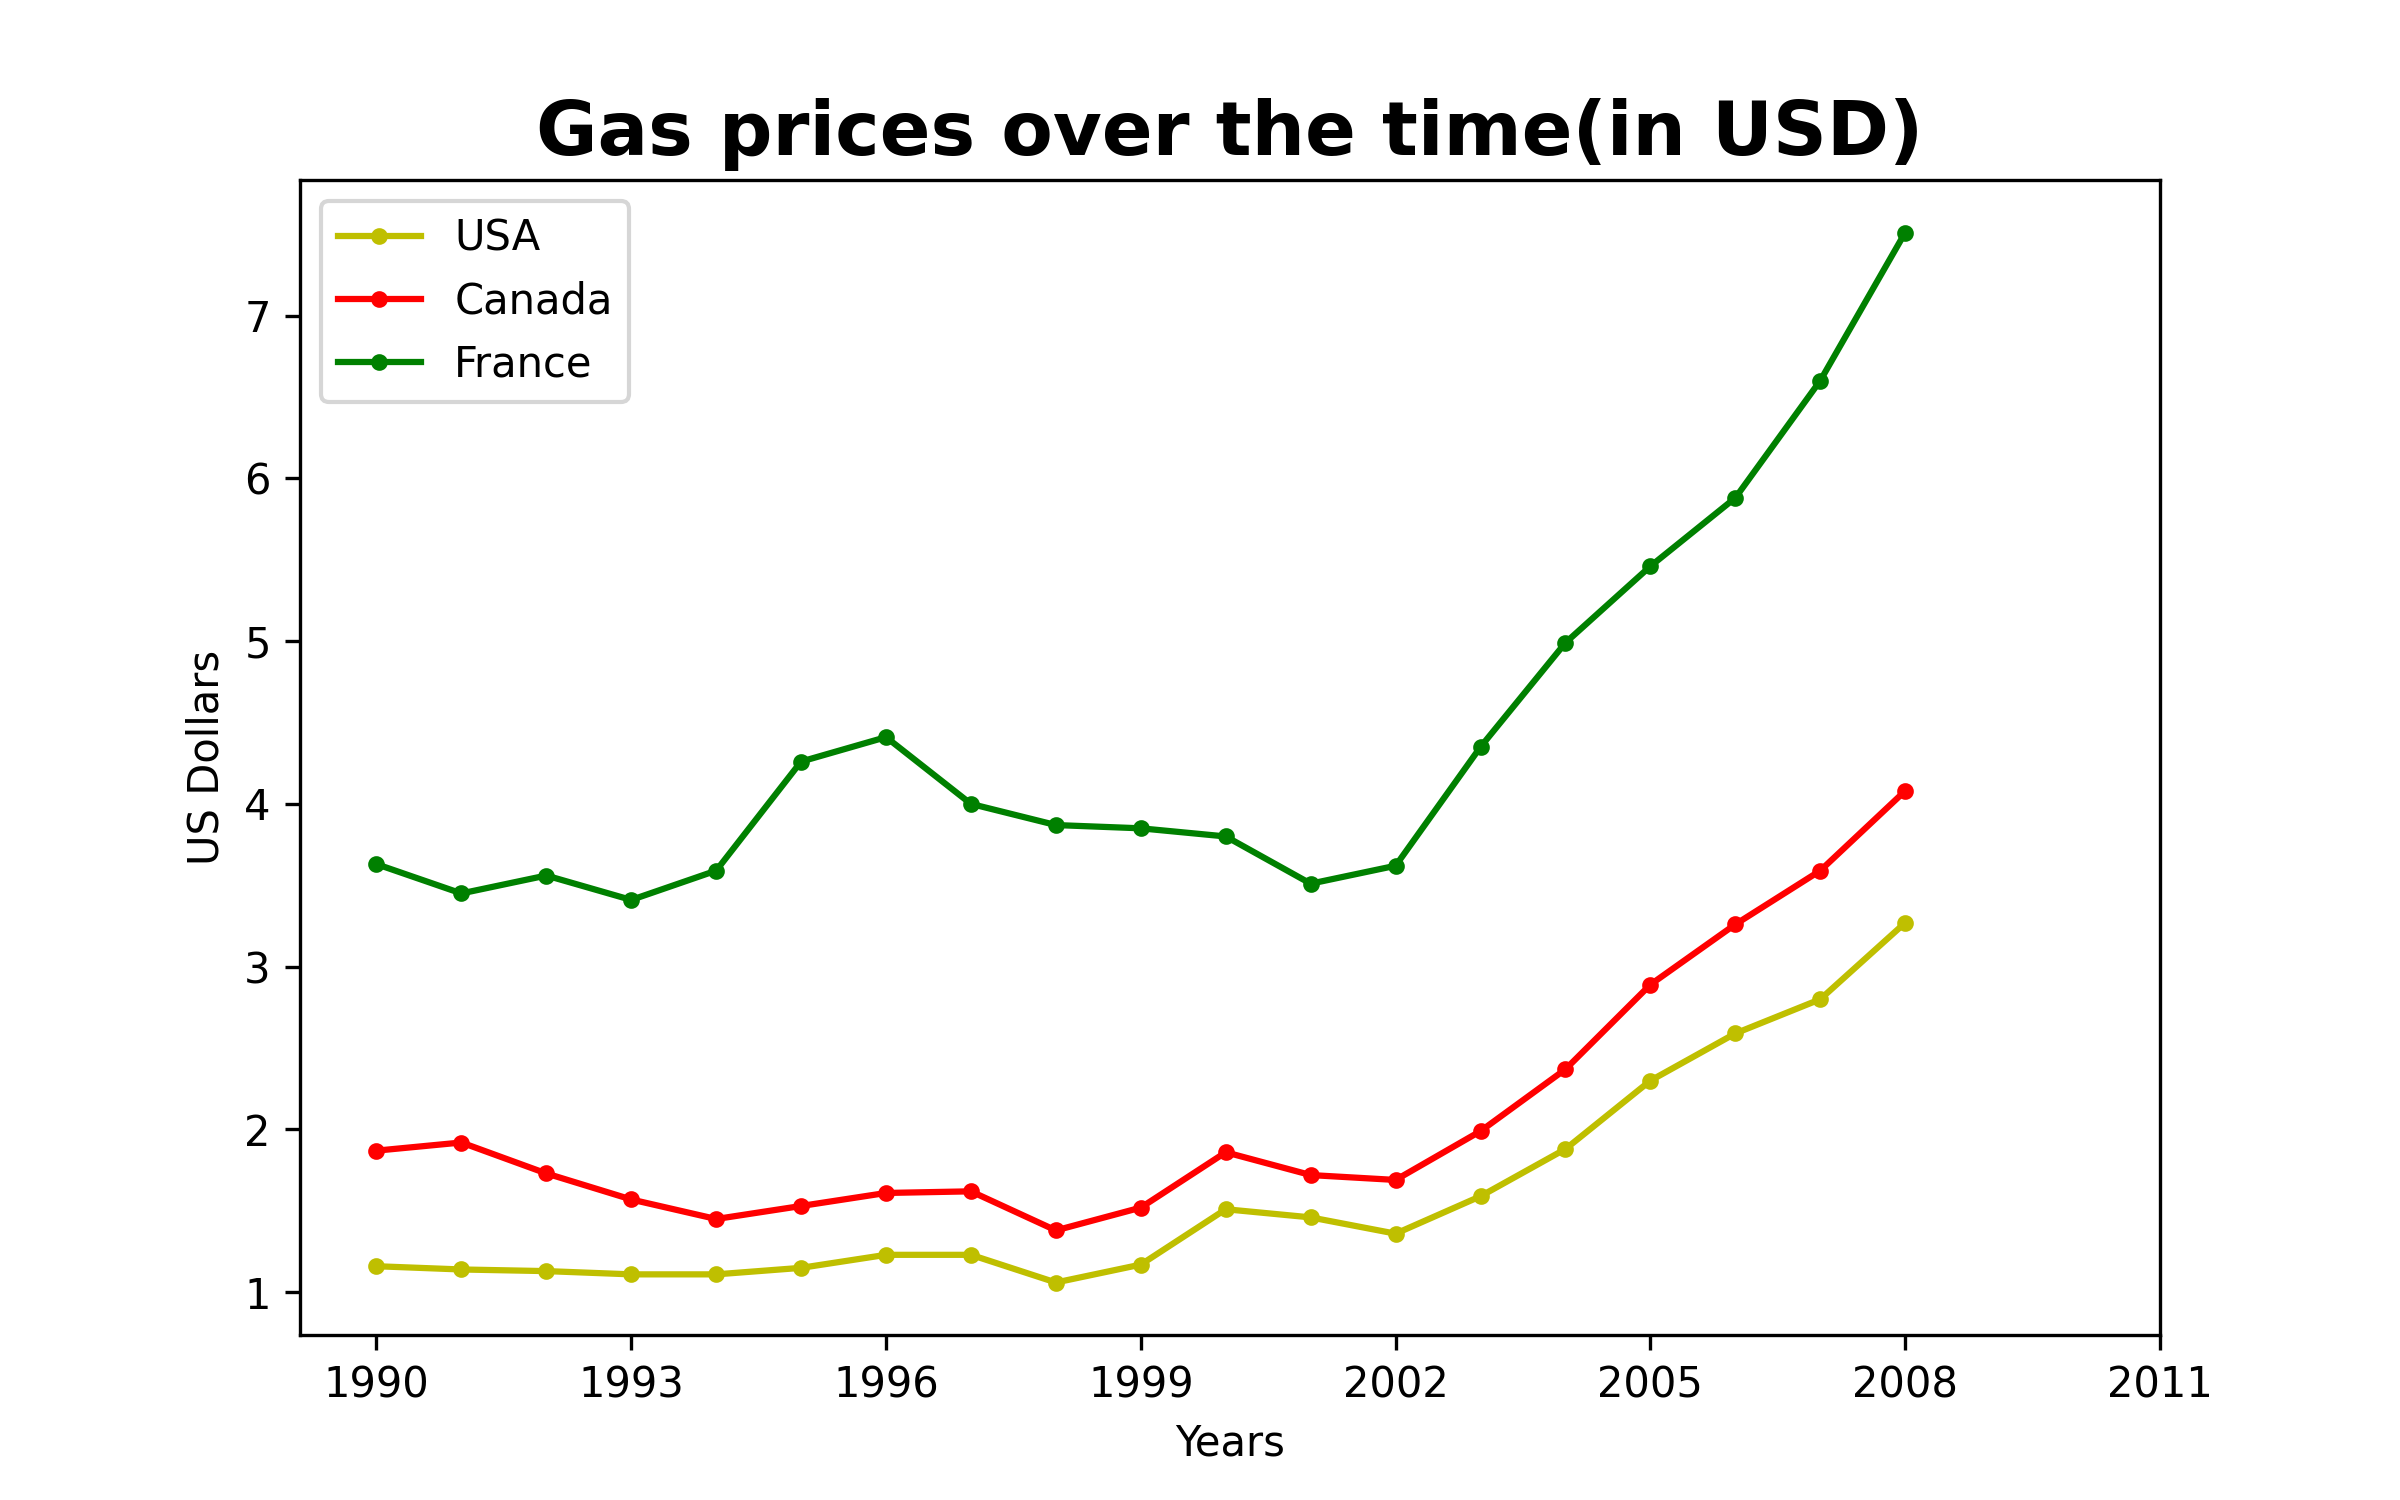 Gas prices over the time(in USD)
USA
Canada
France
7
6
5
4
3
2
1
US Dollars
1990 1993 1996 1999 2002 2005 2008 2011
Years